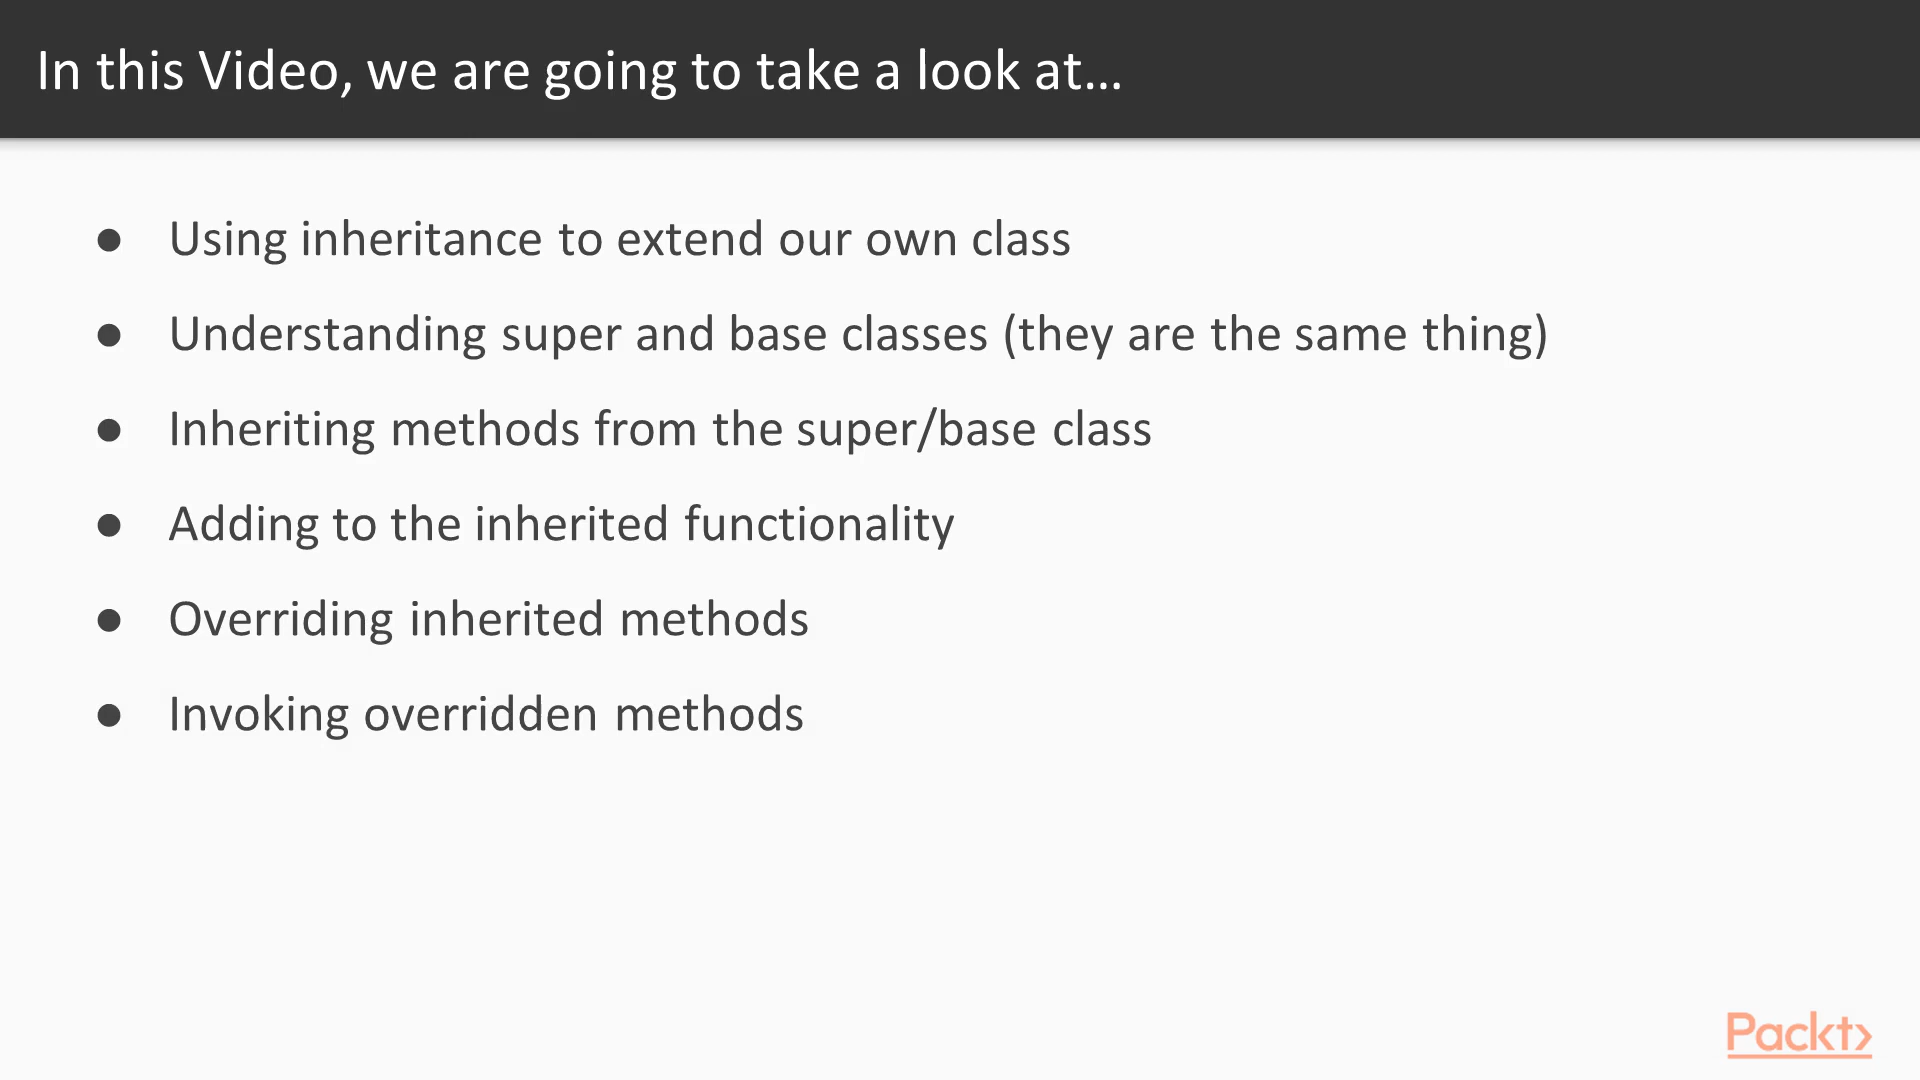 In this Video, we are going to take a look at...
● Using inheritance to extend our own class
● Understanding super and base classes (they are the same thing)
● Inheriting methods from the super/base class
● Adding to the inherited functionality
● Overriding inherited methods
● Invoking overridden methods
Packt>